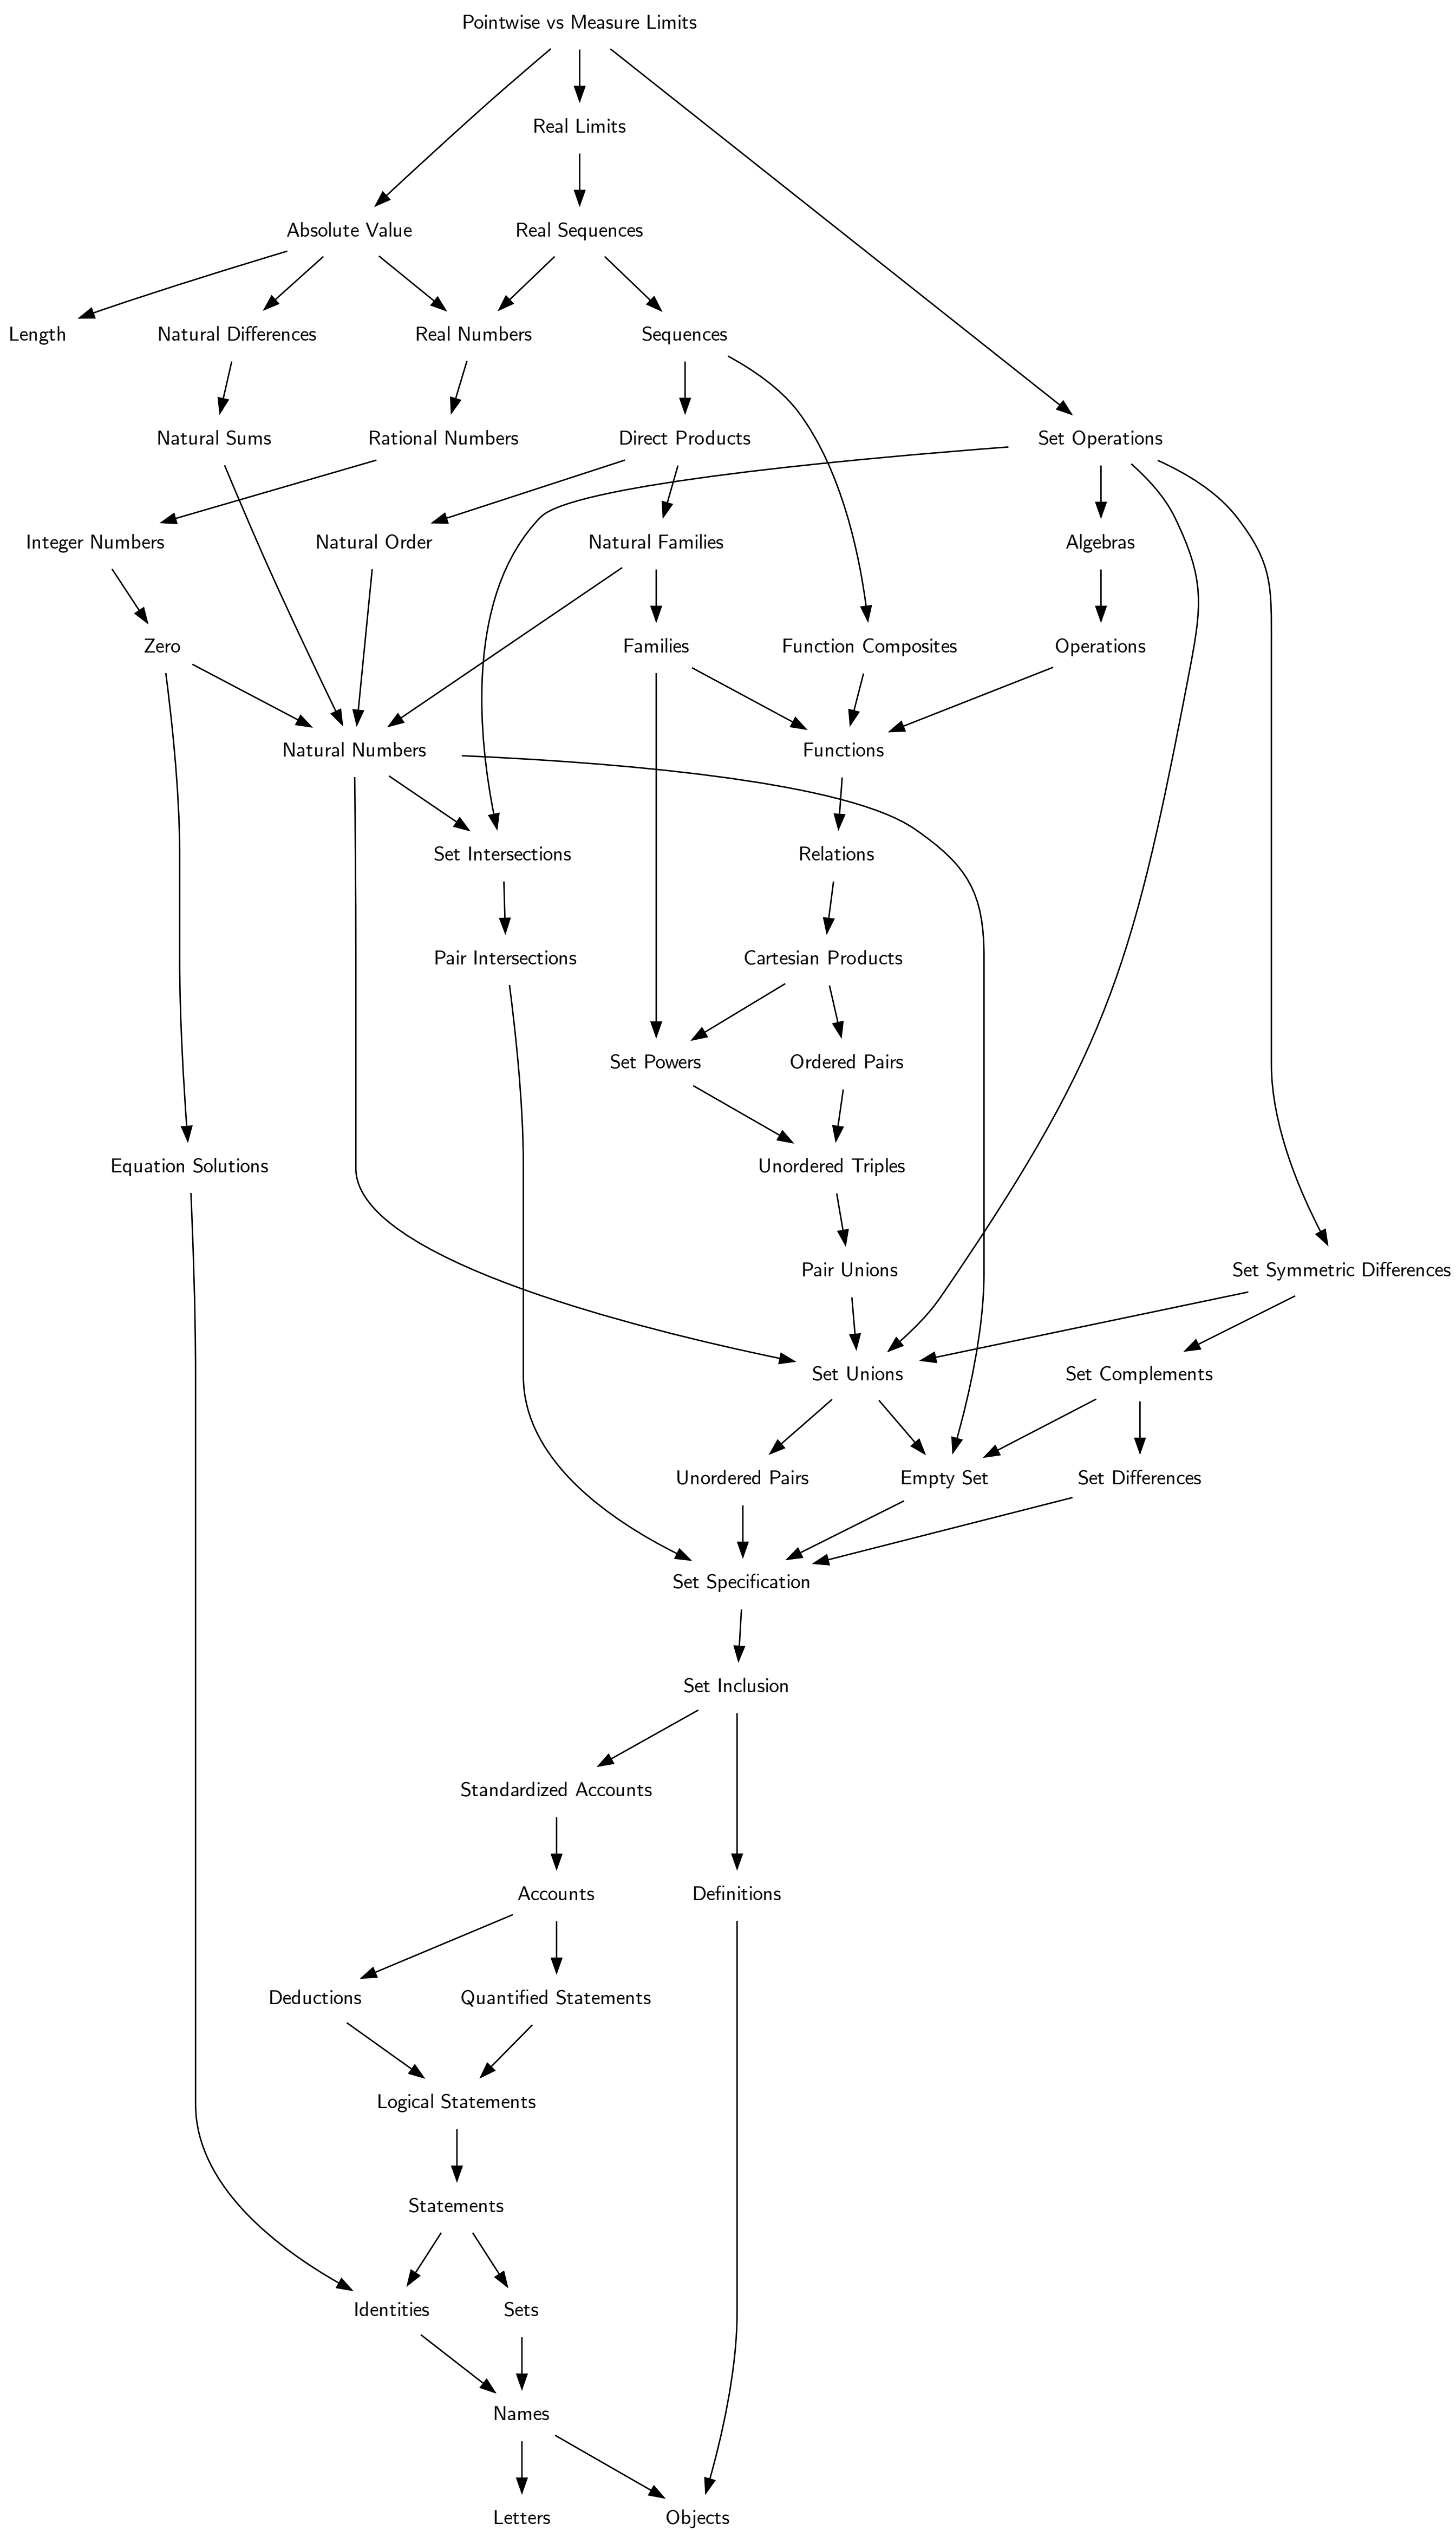 Pointwise vs Measure Limits
Real Limits
Absolute Value
Real Sequences
Length
Natural Differences
Real Numbers
Sequences
Natural Sums
Rational Numbers
Direct Products
Set Operations
Integer Numbers
Natural Order
Natural Families
Algebras
Zero
Families
Function Composites
Operations
Natural Numbers
Functions
Set Intersections
Relations
Pair Intersections
Cartesian Products
Set Powers
Ordered Pairs
Equation Solutions
Unordered Triples
Pair Unions
Set Symmetric Differences
Set Unions
Set Complements
Unordered Pairs
Empty Set
Set Differences
Set Specification
Set Inclusion
Standardized Accounts
Accounts
Definitions
Deductions
Quantified Statements
Logical Statements
Statements
Identities
Sets
Names
Letters
Objects